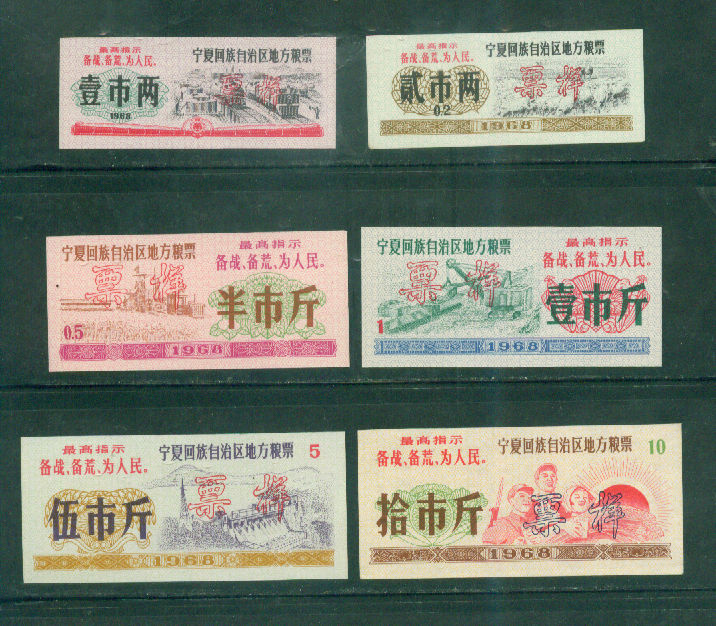 最高指示
备战、备荒、为人民。
宁夏回族自治区地方粮票
壹市两
票样
1968
最高指示
备战、备荒、为人民。
宁夏回族自治区地方粮票
贰市两
0.2
票样
1968
宁夏回族自治区地方粮票
最高指示
备战、备荒、为人民。
票样
半市斤
0.5
1968
宁夏回族自治区地方粮票
最高指示
备战、备荒、为人民。
票样
壹市斤
1
1968
最高指示
备战、备荒、为人民。
宁夏回族自治区地方粮票
5
伍市斤
票样
1968
最高指示
备战、备荒、为人民。
宁夏回族自治区地方粮票
10
拾市斤
票样
1968